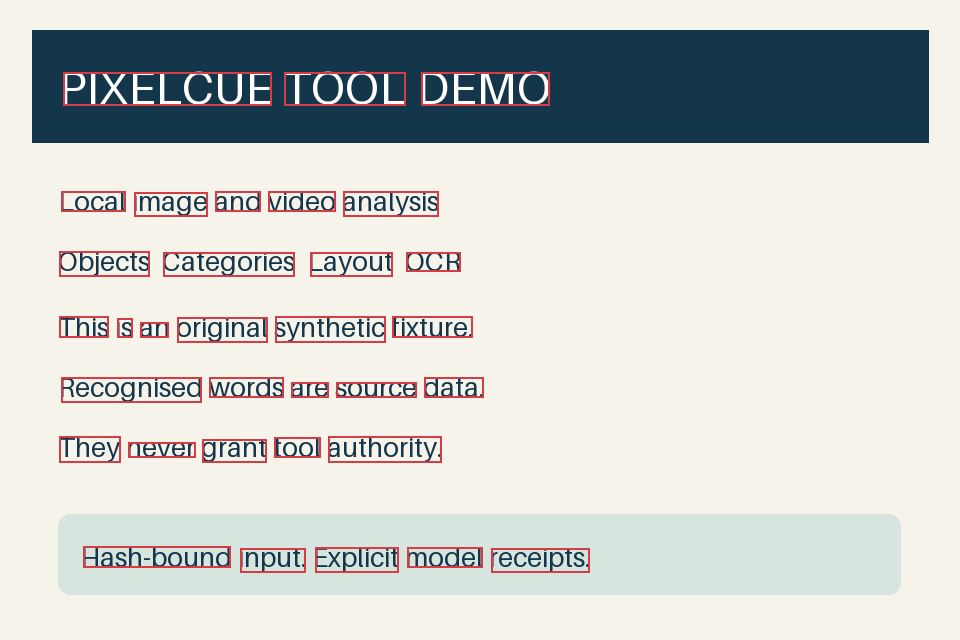 PIXELCUE TOOL DEMO
Local image and video analysis
Objects Categories Layout OCR
This is an original synthetic fixture.
Recognised words are source data.
They never grant tool authority.
Hash-bound input. Explicit model receipts.